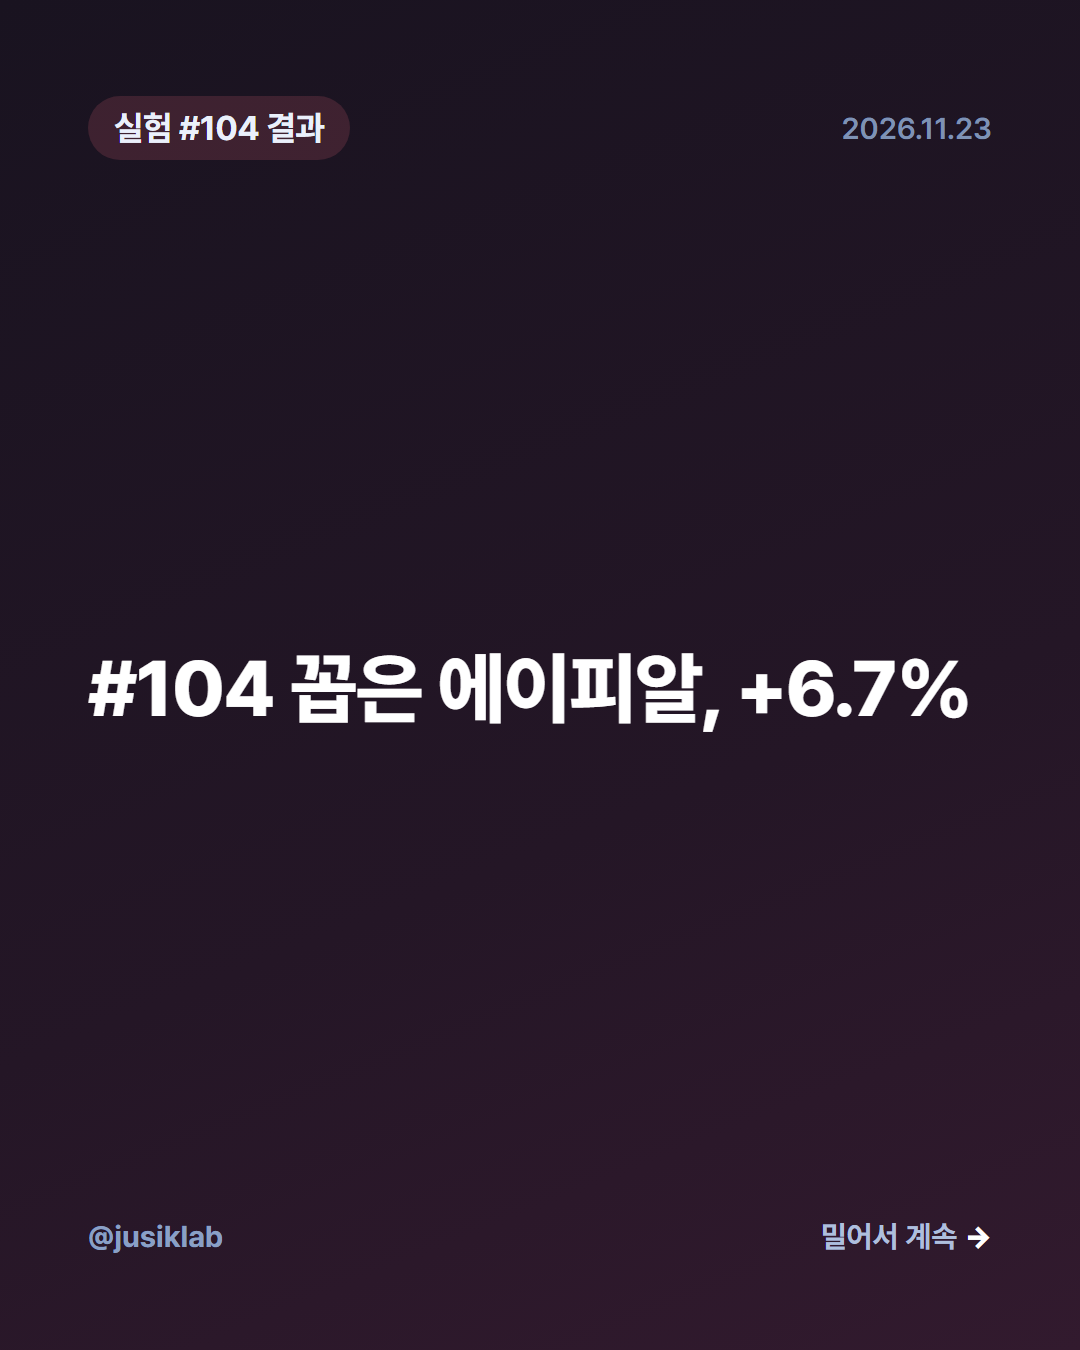 실험 #104 결과
2026.11.23
#104 꼽은 에이피알, +6.7%
@jusiklab
밀어서 계속 →